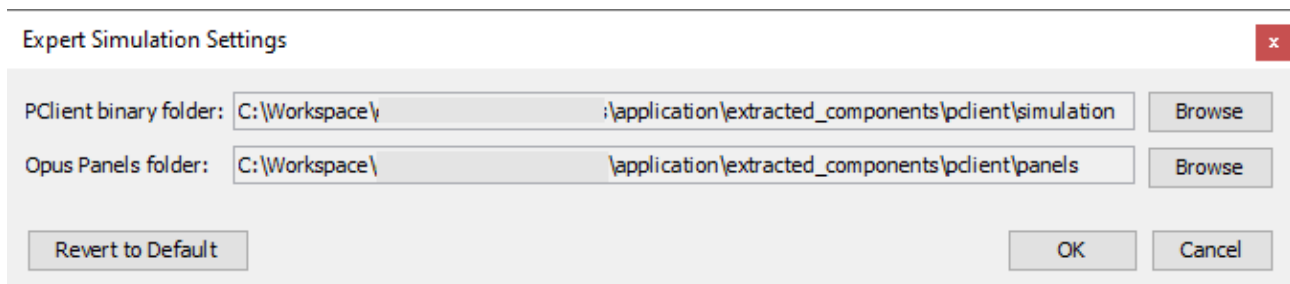 Expert Simulation Settings
x
PClient binary folder: C:\Workspace\ \application\extracted_components\pclient\simulation Browse
Opus Panels folder: C:\Workspace\ \application\extracted_components\pclient\panels Browse
Revert to Default OK Cancel